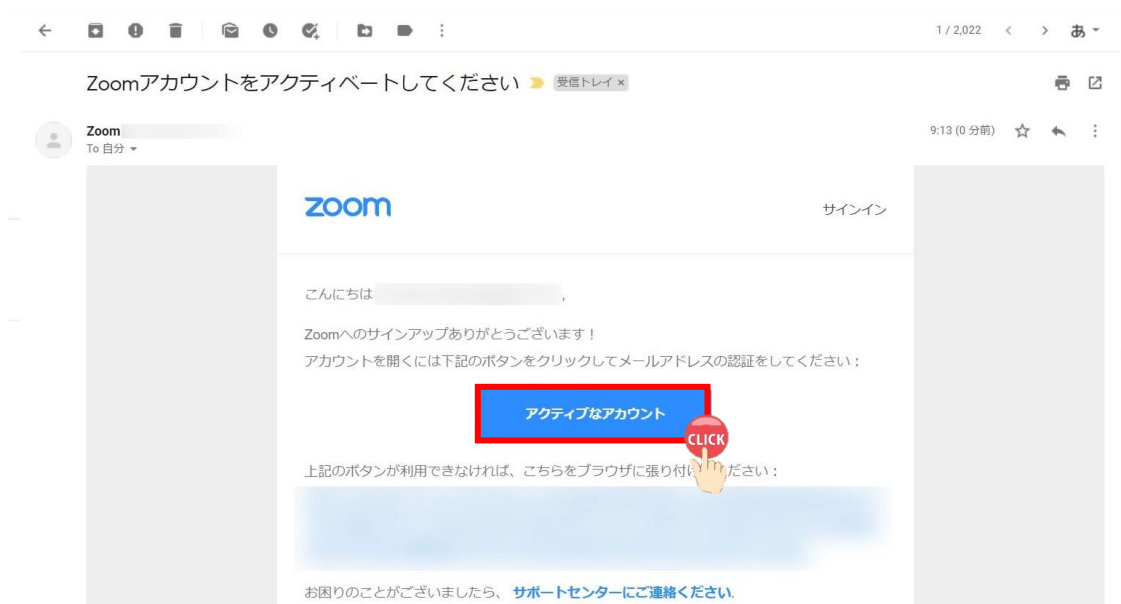 1 / 2,022
あ
Zoomアカウントをアクティベートしてください 受信トレイ ×
Zoom
9:13 (0 分前)
To 自分
zoom
サインイン
こんにちは ,
Zoomへのサインアップありがとうございます！
アカウントを開くには下記のボタンをクリックしてメールアドレスの認証をしてください：
アクティブなアカウント
CLICK
上記のボタンが利用できなければ、こちらをブラウザに張り付け ださい：
お困りのことがございましたら、 サポートセンターにご連絡ください.